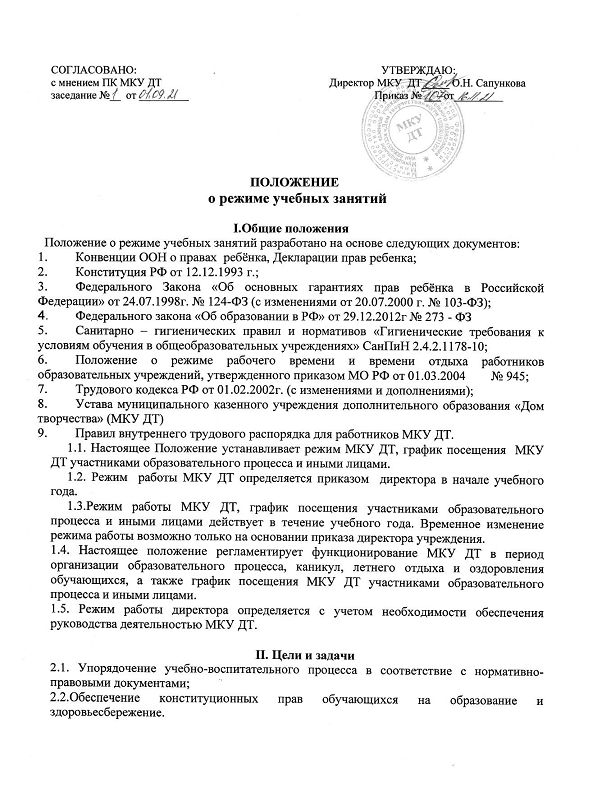 СОГЛАСОВАНО:
с мнением ПК МКУ ДТ
заседание № 1 от 01.09.21
УТВЕРЖДАЮ:
Директор МКУ ДТ О.Н. Сапункова
Приказ № 107 от
МКУ
ДТ
ПОЛОЖЕНИЕ
о режиме учебных занятий
I.Общие положения
Положение о режиме учебных занятий разработано на основе следующих документов:
1. Конвенции ООН о правах ребёнка, Декларации прав ребенка;
2. Конституция РФ от 12.12.1993 г.;
3. Федерального Закона «Об основных гарантиях прав ребёнка в Российской
Федерации» от 24.07.1998г. № 124-ФЗ (с изменениями от 20.07.2000 г. № 103-ФЗ);
4. Федерального закона «Об образовании в РФ» от 29.12.2012г № 273 - ФЗ
5. Санитарно – гигиенических правил и нормативов «Гигиенические требования к
условиям обучения в общеобразовательных учреждениях» СанПиН 2.4.2.1178-10;
6. Положение о режиме рабочего времени и времени отдыха работников
образовательных учреждений, утвержденного приказом МО РФ от 01.03.2004 № 945;
7. Трудового кодекса РФ от 01.02.2002г. (с изменениями и дополнениями);
8. Устава муниципального казенного учреждения дополнительного образования «Дом
творчества» (МКУ ДТ)
9. Правил внутреннего трудового распорядка для работников МКУ ДТ.
1.1. Настоящее Положение устанавливает режим МКУ ДТ, график посещения МКУ
ДТ участниками образовательного процесса и иными лицами.
1.2. Режим работы МКУ ДТ определяется приказом директора в начале учебного
года.
1.3.Режим работы МКУ ДТ, график посещения участниками образовательного
процесса и иными лицами действует в течение учебного года. Временное изменение
режима работы возможно только на основании приказа директора учреждения.
1.4. Настоящее положение регламентирует функционирование МКУ ДТ в период
организации образовательного процесса, каникул, летнего отдыха и оздоровления
обучающихся, а также график посещения МКУ ДТ участниками образовательного
процесса и иными лицами.
1.5. Режим работы директора определяется с учетом необходимости обеспечения
руководства деятельностью МКУ ДТ.
II. Цели и задачи
2.1. Упорядочение учебно-воспитательного процесса в соответствие с нормативно-
правовыми документами;
2.2.Обеспечение конституционных прав обучающихся на образование и
здоровьесбережение.